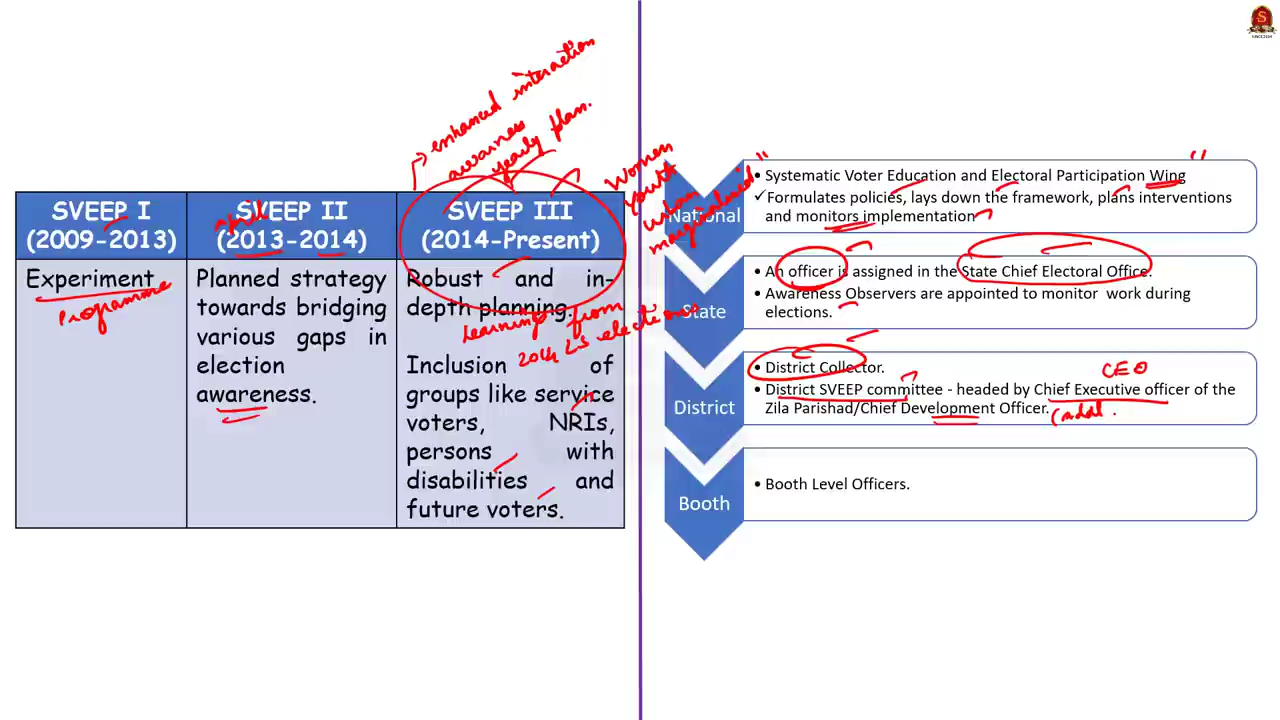 enhanced interaction
awarness
yearly plan.
Women
Youth
urban
marginalised"
SVEEP I
(2009-2013)
SVEEP II
(2013-2014)
SVEEP III
(2014-Present)
Experiment
Programme
Planned strategy
towards bridging
various gaps in
election
awareness.
Robust and in-
depth planning.
Learnings from
2014 LS elections
Inclusion of
groups like service
voters, NRIs,
persons with
disabilities and
future voters.
National
• Systematic Voter Education and Electoral Participation Wing
✓Formulates policies, lays down the framework, plans interventions
and monitors implementation
State
• An officer is assigned in the State Chief Electoral Office.
• Awareness Observers are appointed to monitor work during
elections.
District
• District Collector.
CEO
• District SVEEP committee - headed by Chief Executive officer of the
Zila Parishad/Chief Development Officer.
Booth
• Booth Level Officers.